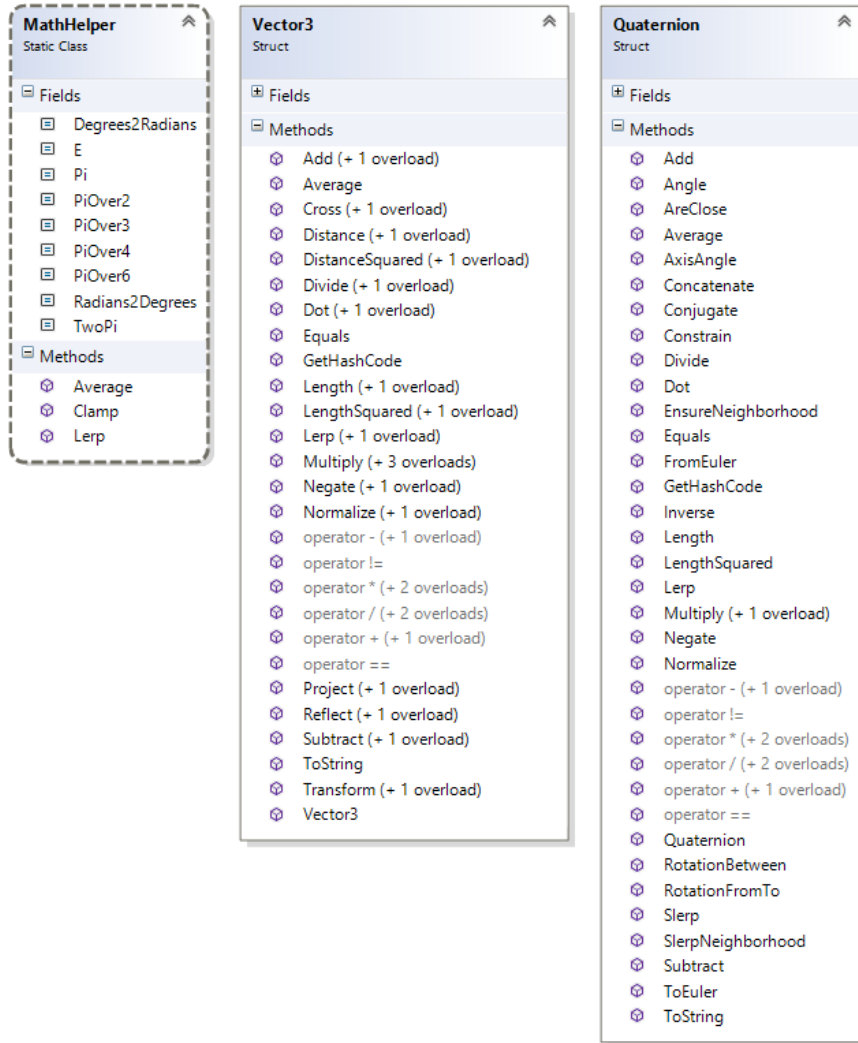 MathHelper
Static Class
Fields
Degrees2Radians
E
Pi
PiOver2
PiOver3
PiOver4
PiOver6
Radians2Degrees
TwoPi
Methods
Average
Clamp
Lerp
Vector3
Struct
Fields
Methods
Add (+ 1 overload)
Average
Cross (+ 1 overload)
Distance (+ 1 overload)
DistanceSquared (+ 1 overload)
Divide (+ 1 overload)
Dot (+ 1 overload)
Equals
GetHashCode
Length (+ 1 overload)
LengthSquared (+ 1 overload)
Lerp (+ 1 overload)
Multiply (+ 3 overloads)
Negate (+ 1 overload)
Normalize (+ 1 overload)
operator - (+ 1 overload)
operator !=
operator * (+ 2 overloads)
operator / (+ 2 overloads)
operator + (+ 1 overload)
operator ==
Project (+ 1 overload)
Reflect (+ 1 overload)
Subtract (+ 1 overload)
ToString
Transform (+ 1 overload)
Vector3
Quaternion
Struct
Fields
Methods
Add
Angle
AreClose
Average
AxisAngle
Concatenate
Conjugate
Constrain
Divide
Dot
EnsureNeighborhood
Equals
FromEuler
GetHashCode
Inverse
Length
LengthSquared
Lerp
Multiply (+ 1 overload)
Negate
Normalize
operator - (+ 1 overload)
operator !=
operator * (+ 2 overloads)
operator / (+ 2 overloads)
operator + (+ 1 overload)
operator ==
Quaternion
RotationBetween
RotationFromTo
Slerp
SlerpNeighborhood
Subtract
ToEuler
ToString